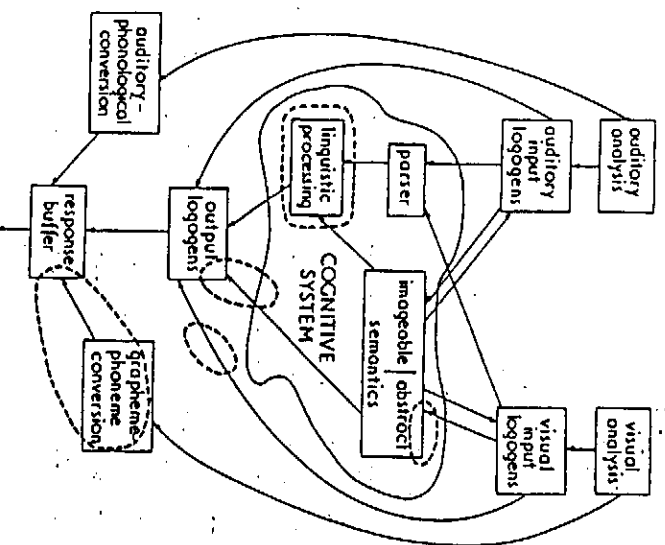 auditory
analysis
visual
analysis
auditory
input
logogens
visual
input
logogens
parser
imageable abstract
semantics
linguistic
processing
COGNITIVE
SYSTEM
output
logogens
auditory-
phonological
conversion
response
buffer
grapheme-
phoneme
conversion